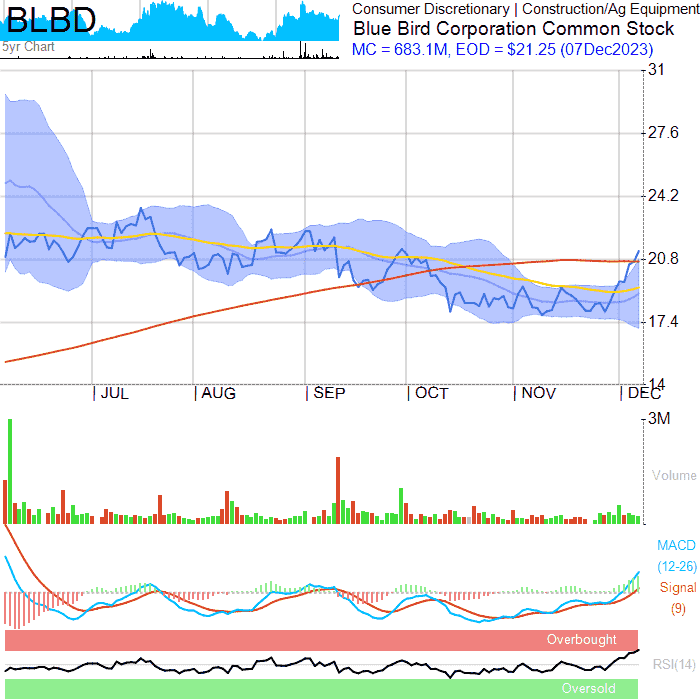 BLBD
5yr Chart
Consumer Discretionary | Construction/Ag Equipment
Blue Bird Corporation Common Stock
MC = 683.1M, EOD = $21.25 (07Dec2023)
31
27.6
24.2
20.8
17.4
14
JUL
AUG
SEP
OCT
NOV
DEC
3M
Volume
MACD
(12-26)
Signal
(9)
Overbought
RSI(14)
Oversold